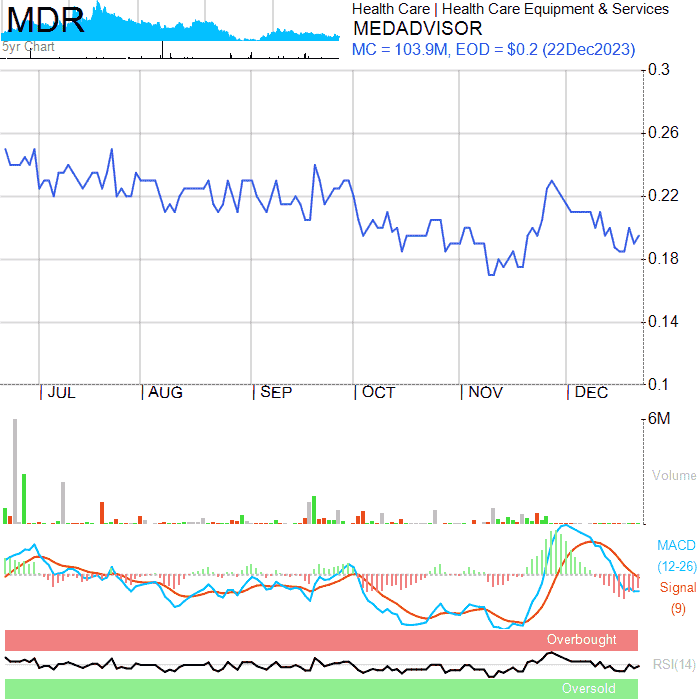 MDR
5yr Chart
Health Care | Health Care Equipment & Services
MEDADVISOR
MC = 103.9M, EOD = $0.2 (22Dec2023)
0.3
0.26
0.22
0.18
0.14
0.1
JUL AUG SEP OCT NOV DEC
6M
Volume
MACD
(12-26)
Signal
(9)
Overbought
RSI(14)
Oversold